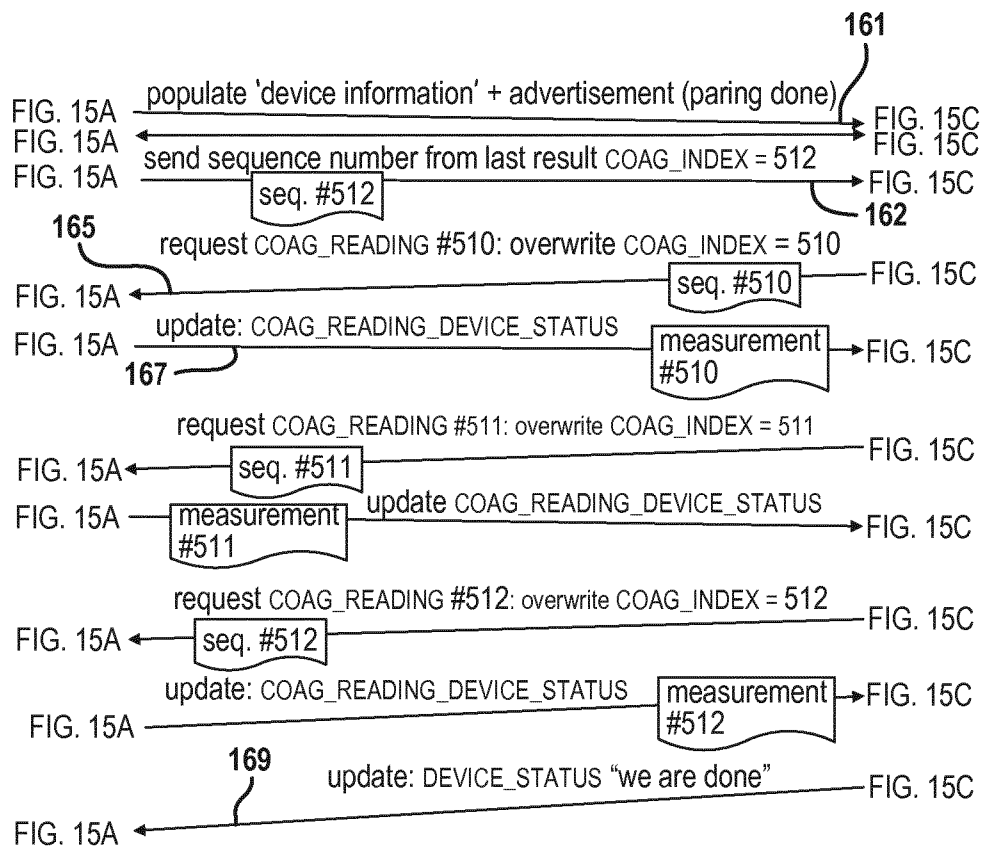 161
populate 'device information' + advertisement (paring done)
FIG. 15A FIG. 15C
FIG. 15A FIG. 15C
send sequence number from last result COAG_INDEX = 512
FIG. 15A seq. #512 FIG. 15C
162
165
request COAG_READING #510: overwrite COAG_INDEX = 510
FIG. 15A seq. #510 FIG. 15C
update: COAG_READING_DEVICE_STATUS
FIG. 15A measurement #510 FIG. 15C
167
request COAG_READING #511: overwrite COAG_INDEX = 511
FIG. 15A seq. #511 FIG. 15C
update COAG_READING_DEVICE_STATUS
FIG. 15A measurement #511 FIG. 15C
request COAG_READING #512: overwrite COAG_INDEX = 512
FIG. 15A seq. #512 FIG. 15C
update: COAG_READING_DEVICE_STATUS
FIG. 15A measurement #512 FIG. 15C
169
update: DEVICE_STATUS “we are done”
FIG. 15A FIG. 15C